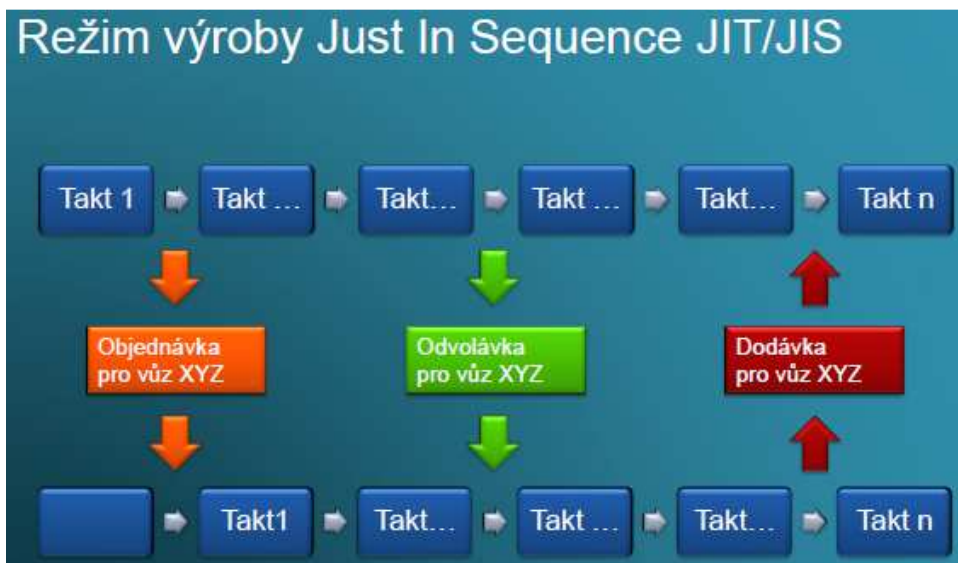 Režim výroby Just In Sequence JIT/JIS
Takt 1
Takt ...
Takt...
Takt ...
Takt...
Takt n
Objednávka
pro vůz XYZ
Odvolávka
pro vůz XYZ
Dodávka
pro vůz XYZ
Takt1
Takt...
Takt ...
Takt...
Takt n